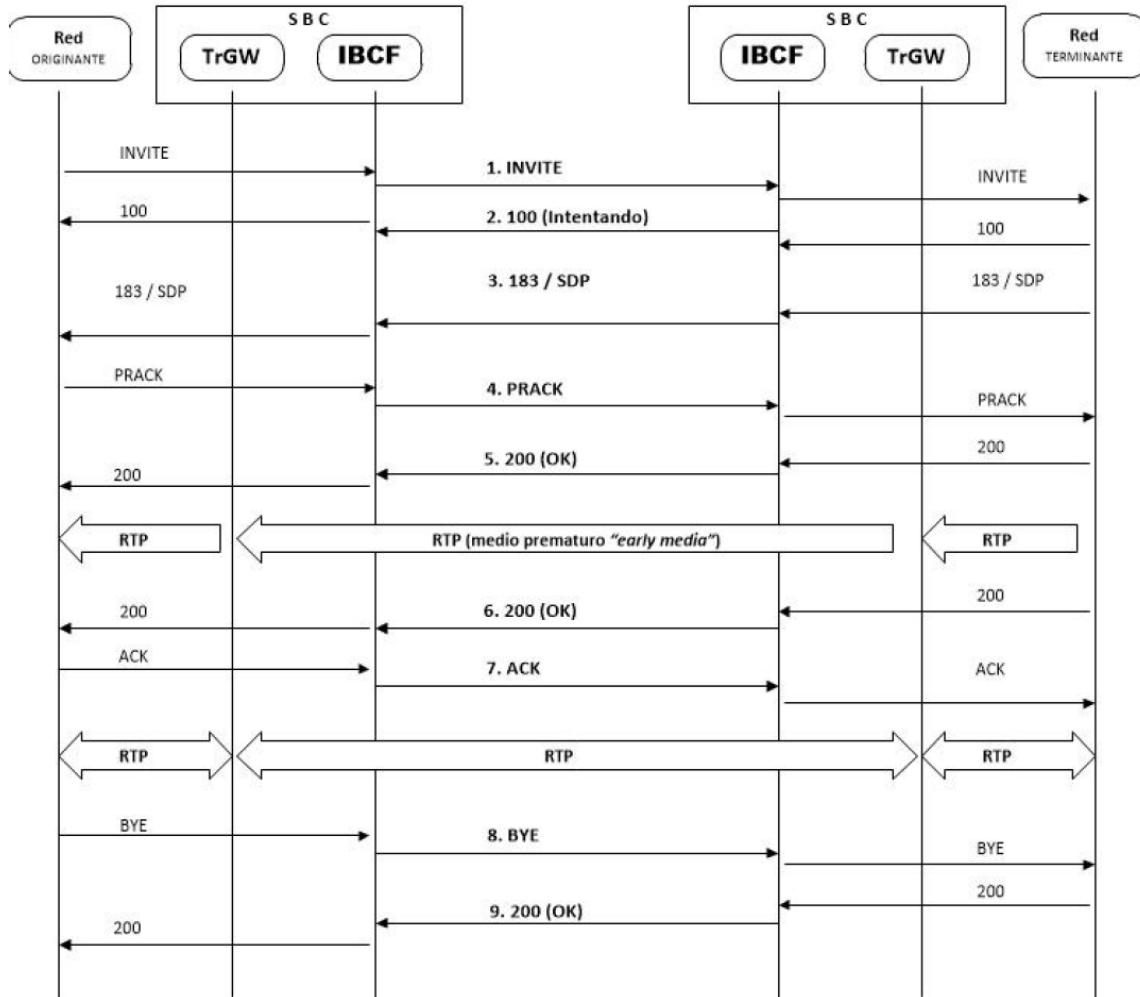 S B C
S B C
Red
ORIGINANTE
TrGW
IBCF
IBCF
TrGW
Red
TERMINANTE
INVITE
1. INVITE
INVITE
100
2. 100 (Intentando)
100
183 / SDP
3. 183 / SDP
183 / SDP
PRACK
4. PRACK
PRACK
200
5. 200 (OK)
200
RTP
RTP (medio prematuro “early media”)
RTP
200
6. 200 (OK)
200
ACK
7. ACK
ACK
RTP
RTP
RTP
BYE
8. BYE
BYE
200
9. 200 (OK)
200